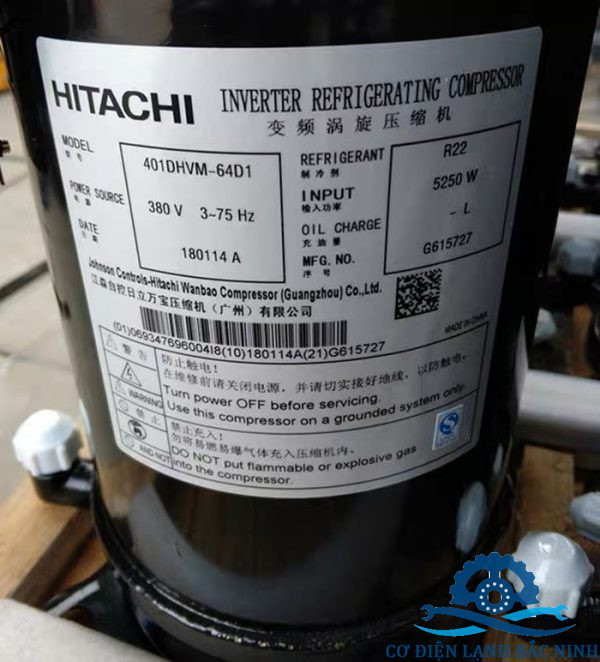 HITACHI INVERTER REFRIGERATING COMPRESSOR
变频涡旋压缩机
MODEL 401DHVM-64D1
型号
POWER SOURCE 380 V 3~75 Hz
电源
DATE 180114 A
日期
REFRIGERANT R22
制冷剂
INPUT 5250 W
输入功率
OIL CHARGE - L
充油量
MFG. NO. G615727
序号
Johnson Controls-Hitachi Wanbao Compressor (Guangzhou) Co.,Ltd.
江森自控日立万宝压缩机（广州）有限公司
MADE IN CHINA
(01)06934769600418(10)180114A(21)G615727
警告
WARNING
防止触电！
在维修前请关闭电源，并请切实接好地线，以防触电。
Turn power OFF before servicing.
Use this compressor on a grounded system only.
禁止
AND NOT
禁止充入！
勿将易燃易爆气体充入压缩机内。
DO NOT put flammable or explosive gas
into the compressor.
CƠ ĐIỆN LẠNH BẮC NINH